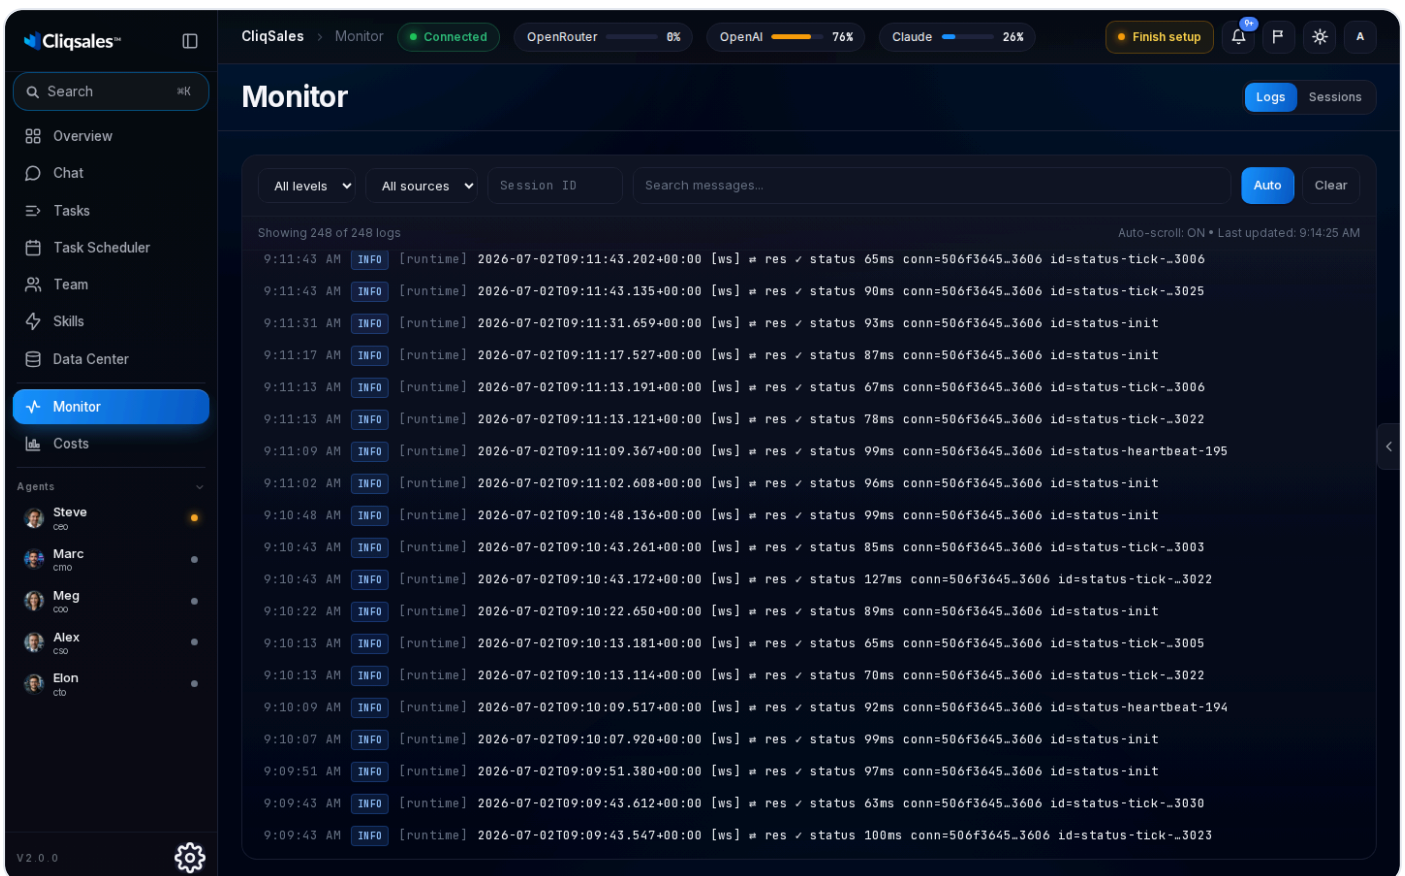 Cliqsales™
CliqSales › Monitor Connected OpenRouter 0% OpenAI 76% Claude 26% Finish setup 9+ A
Search ⌘K
Monitor
Logs Sessions
Overview
Chat
Tasks
Task Scheduler
Team
Skills
Data Center
Monitor
Costs
Agents
Steve
ceo
Marc
cmo
Meg
coo
Alex
cso
Elon
cto
V2.0.0
All levels All sources Session ID Search messages... Auto Clear
Showing 248 of 248 logs Auto-scroll: ON • Last updated: 9:14:25 AM
9:11:43 AM INFO [runtime] 2026-07-02T09:11:43.202+00:00 [ws] ⇄ res ✓ status 65ms conn=506f3645…3606 id=status-tick-…3006
9:11:43 AM INFO [runtime] 2026-07-02T09:11:43.135+00:00 [ws] ⇄ res ✓ status 90ms conn=506f3645…3606 id=status-tick-…3025
9:11:31 AM INFO [runtime] 2026-07-02T09:11:31.659+00:00 [ws] ⇄ res ✓ status 93ms conn=506f3645…3606 id=status-init
9:11:17 AM INFO [runtime] 2026-07-02T09:11:17.527+00:00 [ws] ⇄ res ✓ status 87ms conn=506f3645…3606 id=status-init
9:11:13 AM INFO [runtime] 2026-07-02T09:11:13.191+00:00 [ws] ⇄ res ✓ status 67ms conn=506f3645…3606 id=status-tick-…3006
9:11:13 AM INFO [runtime] 2026-07-02T09:11:13.121+00:00 [ws] ⇄ res ✓ status 78ms conn=506f3645…3606 id=status-tick-…3022
9:11:09 AM INFO [runtime] 2026-07-02T09:11:09.367+00:00 [ws] ⇄ res ✓ status 99ms conn=506f3645…3606 id=status-heartbeat-195
9:11:02 AM INFO [runtime] 2026-07-02T09:11:02.608+00:00 [ws] ⇄ res ✓ status 96ms conn=506f3645…3606 id=status-init
9:10:48 AM INFO [runtime] 2026-07-02T09:10:48.136+00:00 [ws] ⇄ res ✓ status 99ms conn=506f3645…3606 id=status-init
9:10:43 AM INFO [runtime] 2026-07-02T09:10:43.261+00:00 [ws] ⇄ res ✓ status 85ms conn=506f3645…3606 id=status-tick-…3003
9:10:43 AM INFO [runtime] 2026-07-02T09:10:43.172+00:00 [ws] ⇄ res ✓ status 127ms conn=506f3645…3606 id=status-tick-…3022
9:10:22 AM INFO [runtime] 2026-07-02T09:10:22.650+00:00 [ws] ⇄ res ✓ status 89ms conn=506f3645…3606 id=status-init
9:10:13 AM INFO [runtime] 2026-07-02T09:10:13.181+00:00 [ws] ⇄ res ✓ status 65ms conn=506f3645…3606 id=status-tick-…3005
9:10:13 AM INFO [runtime] 2026-07-02T09:10:13.114+00:00 [ws] ⇄ res ✓ status 70ms conn=506f3645…3606 id=status-tick-…3022
9:10:09 AM INFO [runtime] 2026-07-02T09:10:09.517+00:00 [ws] ⇄ res ✓ status 92ms conn=506f3645…3606 id=status-heartbeat-194
9:10:07 AM INFO [runtime] 2026-07-02T09:10:07.920+00:00 [ws] ⇄ res ✓ status 99ms conn=506f3645…3606 id=status-init
9:09:51 AM INFO [runtime] 2026-07-02T09:09:51.380+00:00 [ws] ⇄ res ✓ status 97ms conn=506f3645…3606 id=status-init
9:09:43 AM INFO [runtime] 2026-07-02T09:09:43.612+00:00 [ws] ⇄ res ✓ status 63ms conn=506f3645…3606 id=status-tick-…3030
9:09:43 AM INFO [runtime] 2026-07-02T09:09:43.547+00:00 [ws] ⇄ res ✓ status 100ms conn=506f3645…3606 id=status-tick-…3023